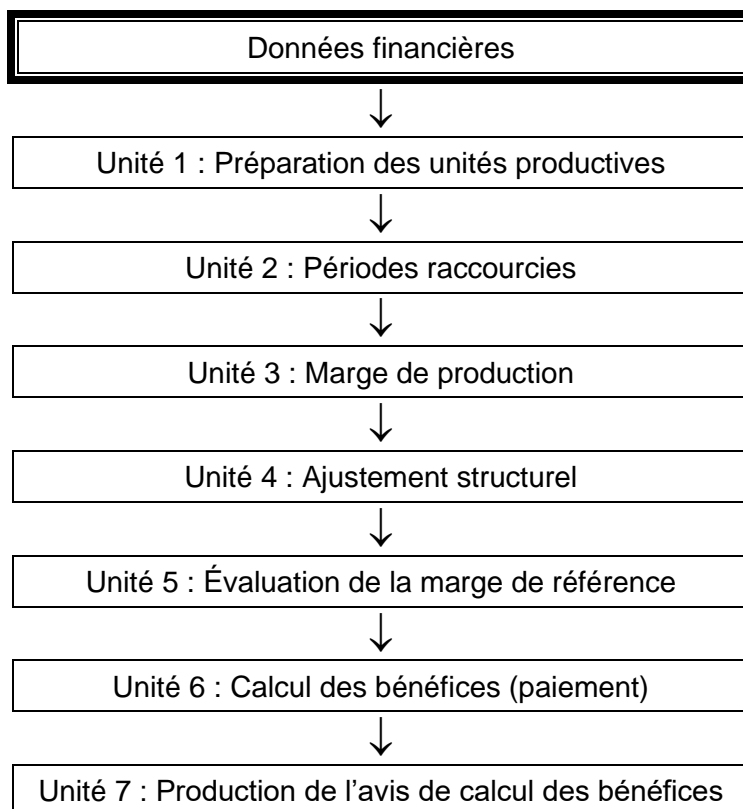 Données financières
Unité 1 : Préparation des unités productives
Unité 2 : Périodes raccourcies
Unité 3 : Marge de production
Unité 4 : Ajustement structurel
Unité 5 : Évaluation de la marge de référence
Unité 6 : Calcul des bénéfices (paiement)
Unité 7 : Production de l’avis de calcul des bénéfices